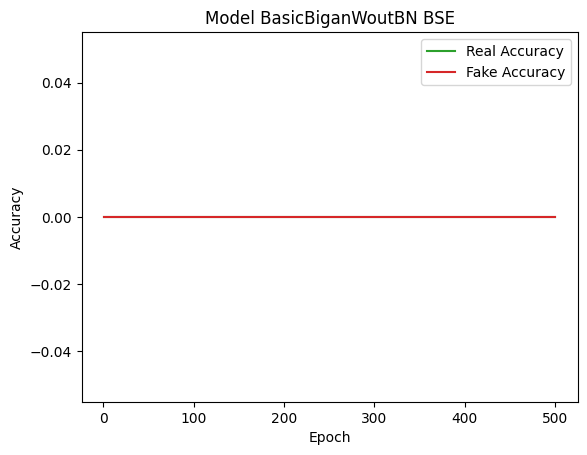 Model BasicBiganWoutBN BSE
Real Accuracy
Fake Accuracy
0.04
0.02
0.00
−0.02
−0.04
Accuracy
0 100 200 300 400 500
Epoch